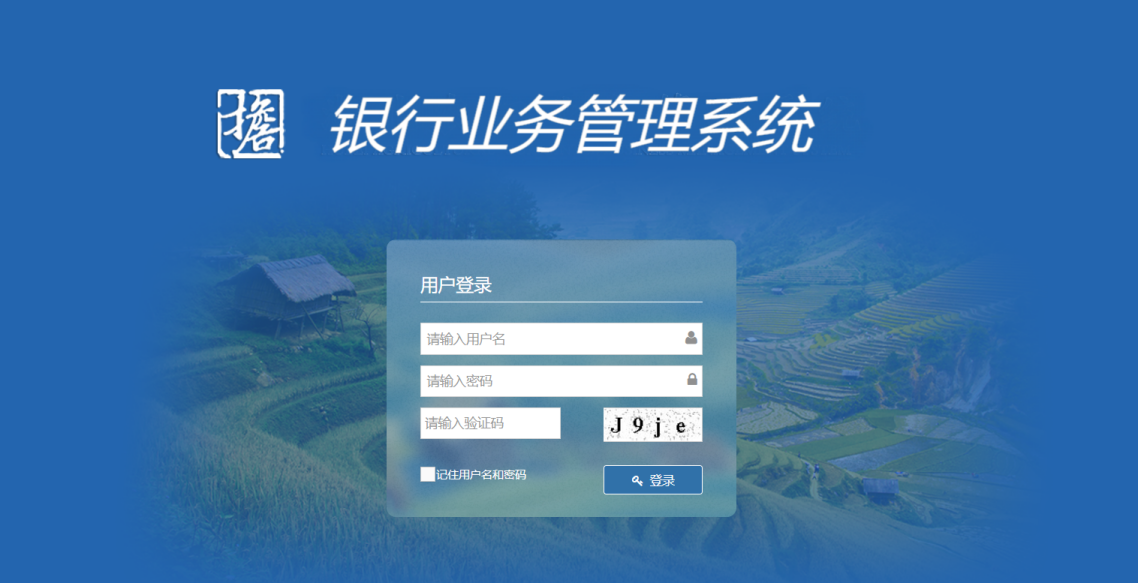 擔 银行业务管理系统
用户登录
请输入用户名
请输入密码
请输入验证码 J9je
记住用户名和密码 登录